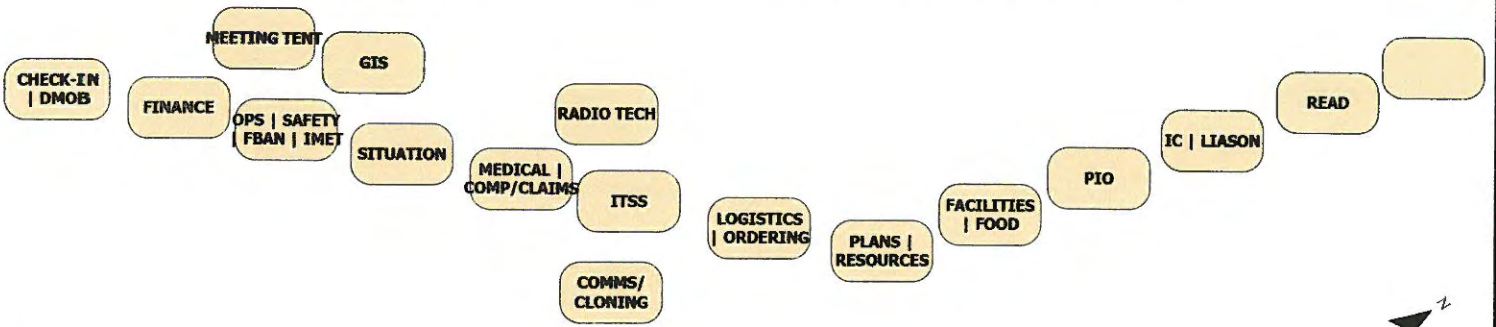 MEETING TENT
GIS
CHECK-IN
| DMOB
FINANCE
OPS | SAFETY
| FBAN | IMET
SITUATION
RADIO TECH
MEDICAL |
COMP/CLAIMS
ITSS
COMMS/
CLONING
LOGISTICS
| ORDERING
PLANS |
RESOURCES
FACILITIES
| FOOD
PIO
IC | LIASON
READ
N